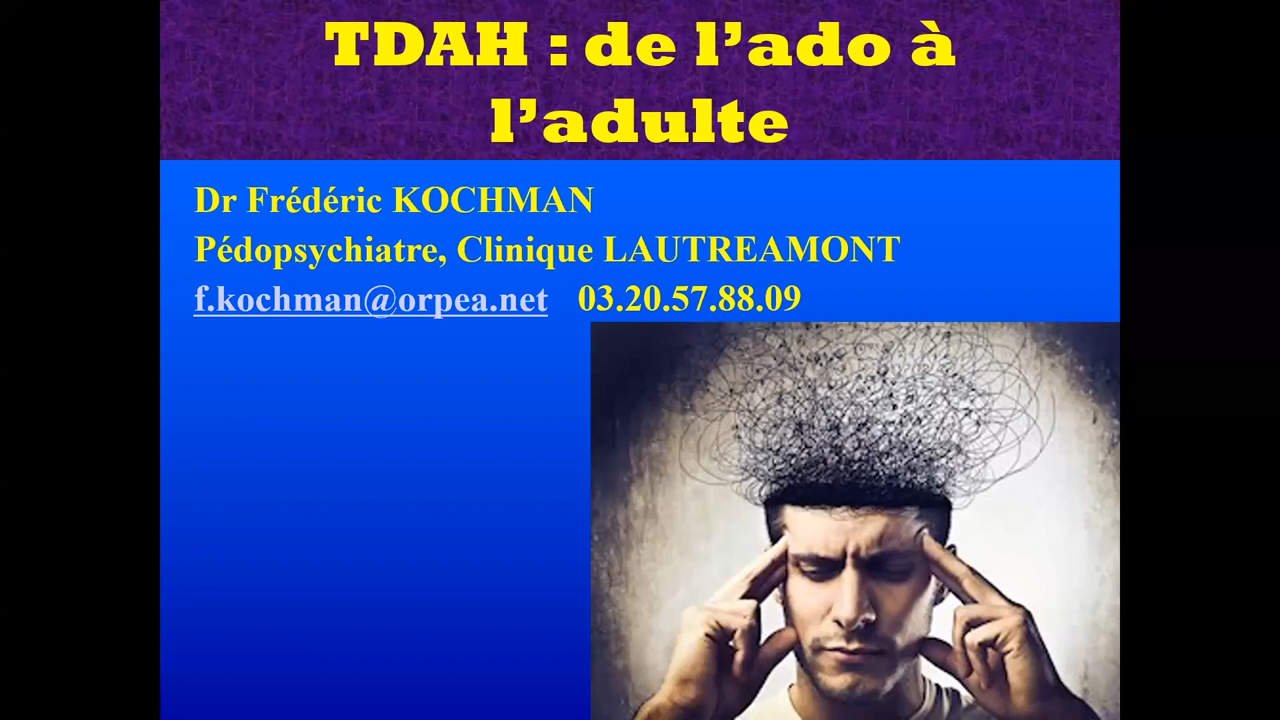 TDAH : de l’ado à
l’adulte
Dr Frédéric KOCHMAN
Pédopsychiatre, Clinique LAUTREAMONT
f.kochman@orpea.net 03.20.57.88.09